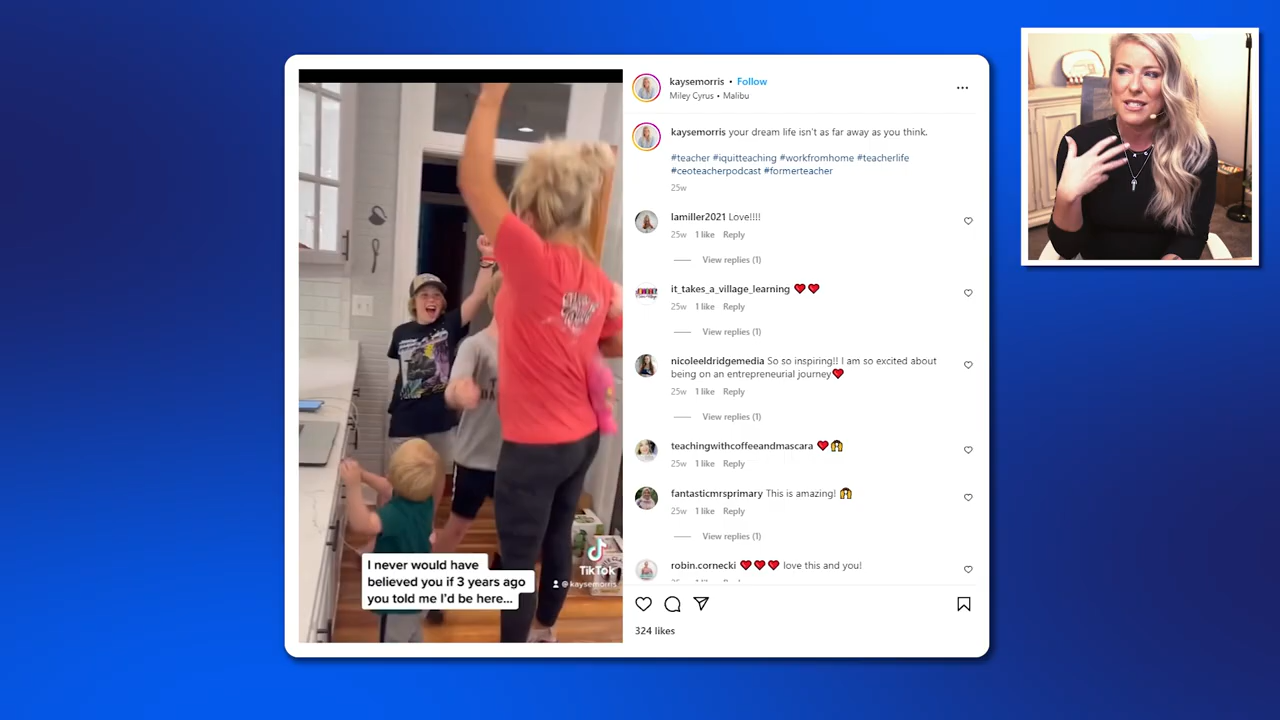 kaysemorris • Follow
Miley Cyrus • Malibu
kaysemorris your dream life isn't as far away as you think.
#teacher #iquitteaching #workfromhome #teacherlife
#ceoteacherpodcast #formerteacher
25w
lamiller2021 Love!!!!
25w 1 like Reply
View replies (1)
it_takes_a_village_learning ❤️❤️
25w 1 like Reply
View replies (1)
nicoleeldridgemedia So so inspiring!! I am so excited about
being on an entrepreneurial journey❤️
25w 1 like Reply
View replies (1)
teachingwithcoffeeandmascara ❤️🙌
25w 1 like Reply
fantasticmrsprimary This is amazing! 🙌
25w 1 like Reply
View replies (1)
robin.cornecki ❤️❤️❤️ love this and you!
324 likes
I never would have
believed you if 3 years ago
you told me I'd be here...
TikTok
@kaysemorris